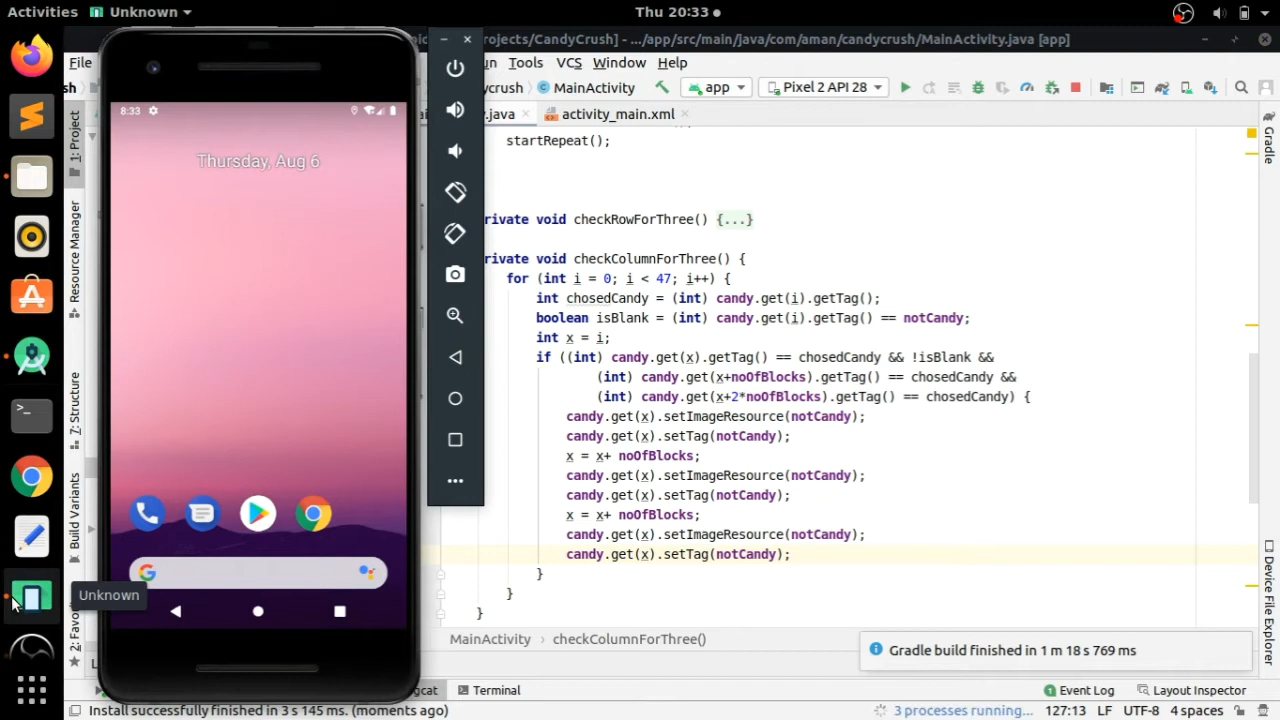 Activities Unknown Thu 20:33
rojects/CandyCrush] - .../app/src/main/java/com/aman/candycrush/MainActivity.java [app]
File un Tools VCS Window Help
sh ycrush MainActivity app Pixel 2 API 28
.java activity_main.xml
8:33
Thursday, Aug 6
startRepeat();
rivate void checkRowForThree() {...}
rivate void checkColumnForThree() {
for (int i = 0; i < 47; i++) {
int chosedCandy = (int) candy.get(i).getTag();
boolean isBlank = (int) candy.get(i).getTag() == notCandy;
int x = i;
if ((int) candy.get(x).getTag() == chosedCandy && !isBlank &&
(int) candy.get(x+noOfBlocks).getTag() == chosedCandy &&
(int) candy.get(x+2*noOfBlocks).getTag() == chosedCandy) {
candy.get(x).setImageResource(notCandy);
candy.get(x).setTag(notCandy);
x = x+ noOfBlocks;
candy.get(x).setImageResource(notCandy);
candy.get(x).setTag(notCandy);
x = x+ noOfBlocks;
candy.get(x).setImageResource(notCandy);
candy.get(x).setTag(notCandy);
}
}
}
1: Project
Resource Manager
7: Structure
Build Variants
2: Favo
Gradle
Device File Explorer
Unknown
MainActivity › checkColumnForThree()
Gradle build finished in 1 m 18 s 769 ms
gcat Terminal Event Log Layout Inspector
Install successfully finished in 3 s 145 ms. (moments ago) 3 processes running... 127:13 LF UTF-8 4 spaces